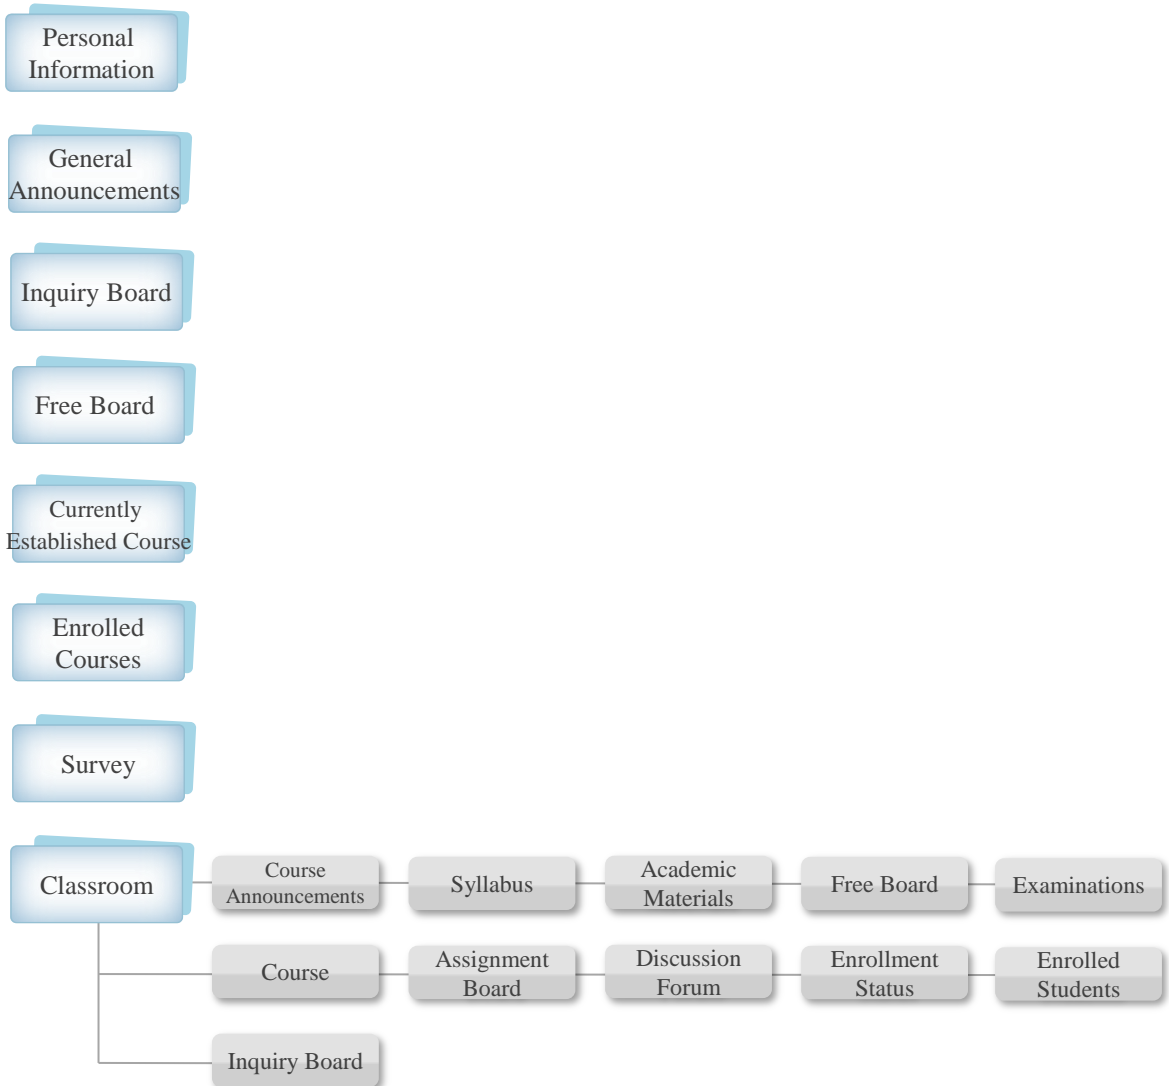 Personal
Information
General
Announcements
Inquiry Board
Free Board
Currently
Established Course
Enrolled
Courses
Survey
Classroom
Course
Announcements
Syllabus
Academic
Materials
Free Board
Examinations
Course
Assignment
Board
Discussion
Forum
Enrollment
Status
Enrolled
Students
Inquiry Board